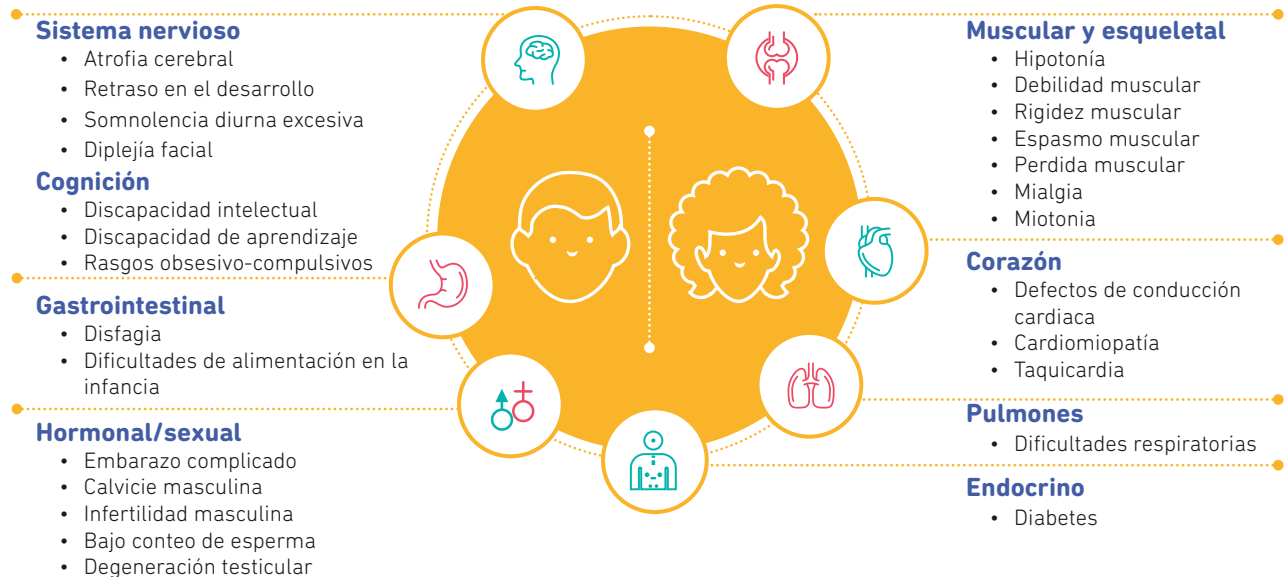 Sistema nervioso
• Atrofia cerebral
• Retraso en el desarrollo
• Somnolencia diurna excesiva
• Diplejía facial
Cognición
• Discapacidad intelectual
• Discapacidad de aprendizaje
• Rasgos obsesivo-compulsivos
Gastrointestinal
• Disfagia
• Dificultades de alimentación en la
infancia
Hormonal/sexual
• Embarazo complicado
• Calvicie masculina
• Infertilidad masculina
• Bajo conteo de esperma
• Degeneración testicular
Muscular y esqueletal
• Hipotonía
• Debilidad muscular
• Rigidez muscular
• Espasmo muscular
• Perdida muscular
• Mialgia
• Miotonia
Corazón
• Defectos de conducción
cardiaca
• Cardiomiopatía
• Taquicardia
Pulmones
• Dificultades respiratorias
Endocrino
• Diabetes